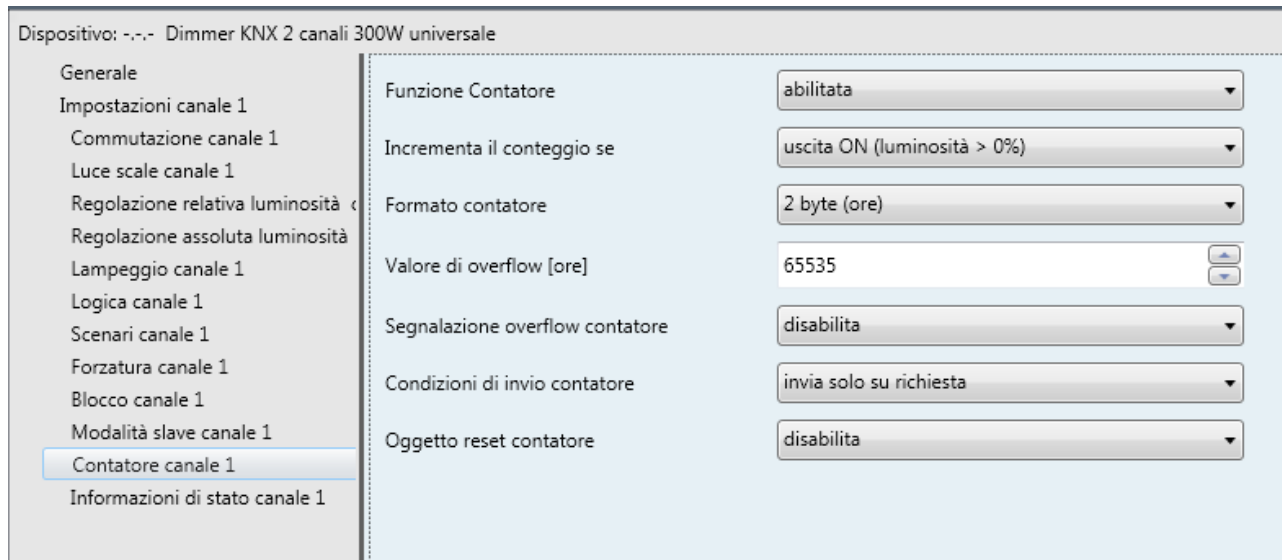 Dispositivo: -.-.- Dimmer KNX 2 canali 300W universale
Generale
Impostazioni canale 1
Commutazione canale 1
Luce scale canale 1
Regolazione relativa luminosità
Regolazione assoluta luminosità
Lampeggio canale 1
Logica canale 1
Scenari canale 1
Forzatura canale 1
Blocco canale 1
Modalità slave canale 1
Contatore canale 1
Informazioni di stato canale 1
Funzione Contatore abilitata
Incrementa il conteggio se uscita ON (luminosità > 0%)
Formato contatore 2 byte (ore)
Valore di overflow [ore] 65535
Segnalazione overflow contatore disabilita
Condizioni di invio contatore invia solo su richiesta
Oggetto reset contatore disabilita